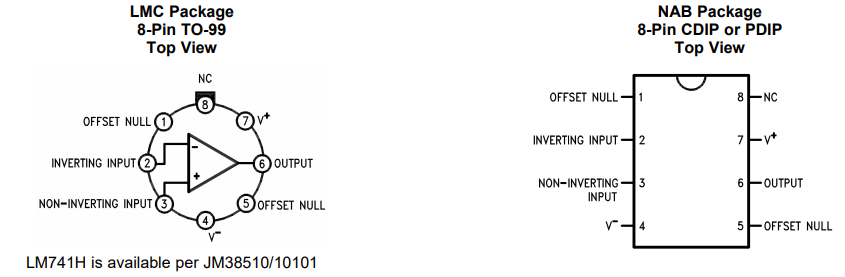 LMC Package
8-Pin TO-99
Top View
NC
8
OFFSET NULL 1
7 V+
INVERTING INPUT 2
-
6 OUTPUT
+
NON-INVERTING INPUT 3
5 OFFSET NULL
4
V-
LM741H is available per JM38510/10101
NAB Package
8-Pin CDIP or PDIP
Top View
OFFSET NULL 1
8 NC
INVERTING INPUT 2
7 V+
NON-INVERTING
INPUT
3
6 OUTPUT
V- 4
5 OFFSET NULL